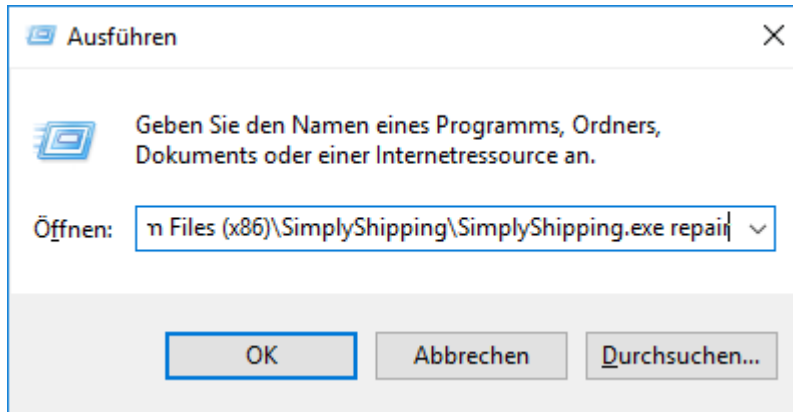 Ausführen
Geben Sie den Namen eines Programms, Ordners,
Dokuments oder einer Internetressource an.
Öffnen: n Files (x86)\SimplyShipping\SimplyShipping.exe repair
OK Abbrechen Durchsuchen...